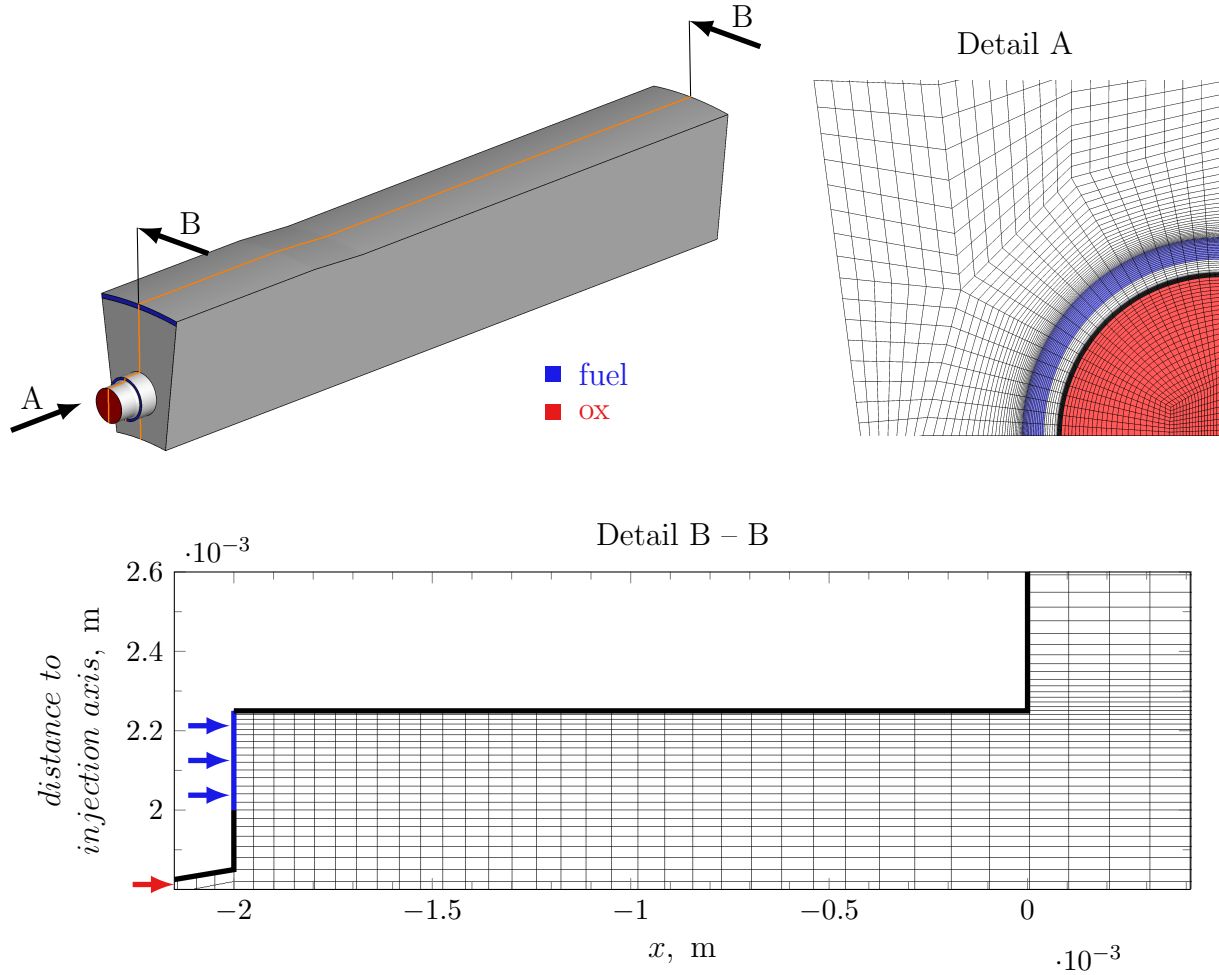 B
Detail A
B
A
fuel
ox
Detail B – B
·10⁻³
2.6
2.4
2.2
2
distance to
injection axis, m
−2
−1.5
−1
−0.5
0
x, m
·10⁻³